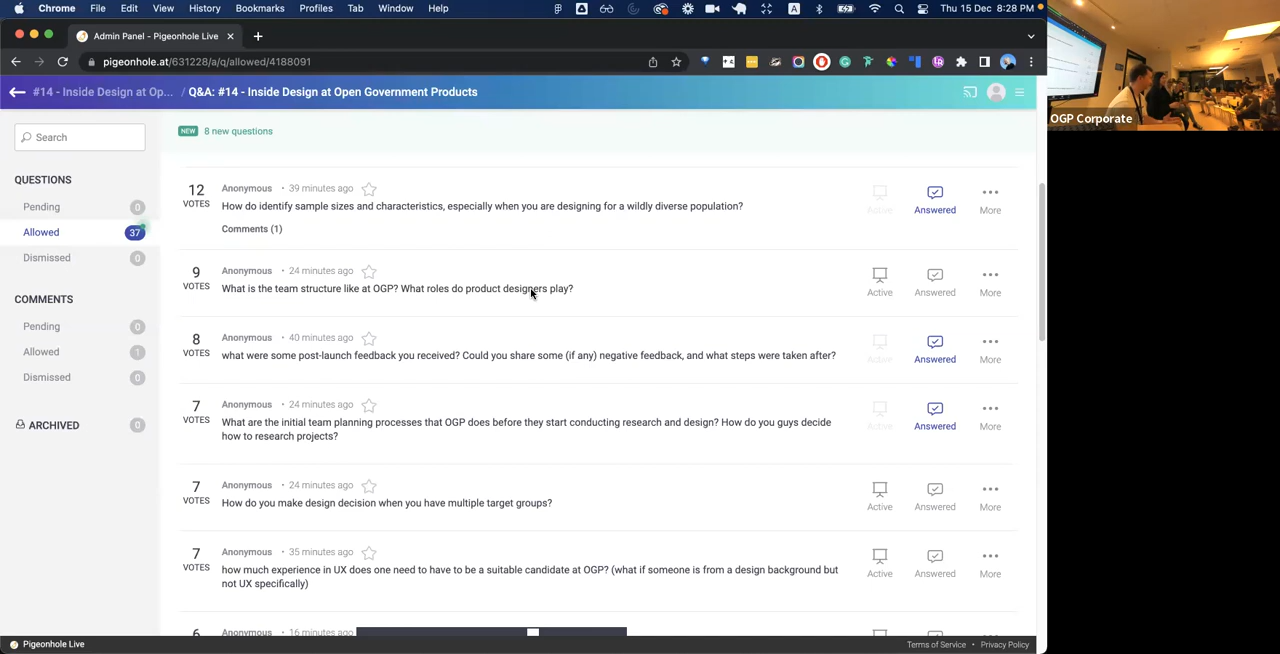 Chrome File Edit View History Bookmarks Profiles Tab Window Help
Thu 15 Dec 8:28 PM
Admin Panel - Pigeonhole Live
pigeonhole.at/631228/a/q/allowed/4188091
#14 - Inside Design at Op... / Q&A: #14 - Inside Design at Open Government Products
OGP Corporate
Search
NEW 8 new questions
QUESTIONS
Pending 0
Allowed 37
Dismissed 0
COMMENTS
Pending 0
Allowed 1
Dismissed 0
ARCHIVED 0
12 VOTES
Anonymous • 39 minutes ago
How do identify sample sizes and characteristics, especially when you are designing for a wildly diverse population?
Comments (1)
Active Answered More
9 VOTES
Anonymous • 24 minutes ago
What is the team structure like at OGP? What roles do product designers play?
Active Answered More
8 VOTES
Anonymous • 40 minutes ago
what were some post-launch feedback you received? Could you share some (if any) negative feedback, and what steps were taken after?
Active Answered More
7 VOTES
Anonymous • 24 minutes ago
What are the initial team planning processes that OGP does before they start conducting research and design? How do you guys decide
how to research projects?
Active Answered More
7 VOTES
Anonymous • 24 minutes ago
How do you make design decision when you have multiple target groups?
Active Answered More
7 VOTES
Anonymous • 35 minutes ago
how much experience in UX does one need to have to be a suitable candidate at OGP? (what if someone is from a design background but
not UX specifically)
Active Answered More
6
Anonymous • 16 minutes ago
Pigeonhole Live
Terms of Service • Privacy Policy